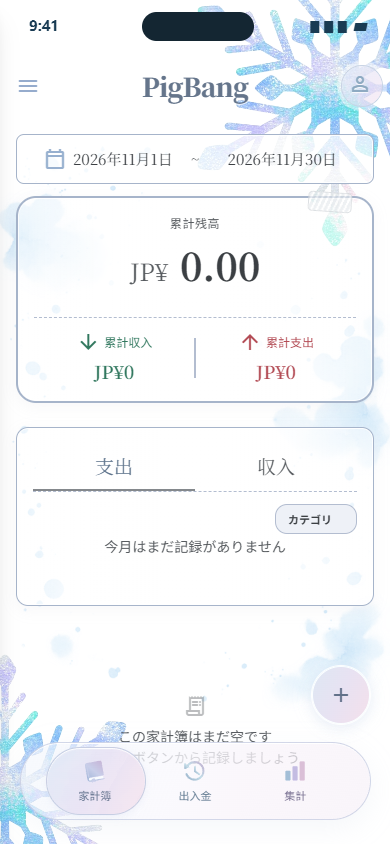 9:41
PigBang
2026年11月1日 ~ 2026年11月30日
累計残高
JP¥ 0.00
累計収入 累計支出
JP¥0 JP¥0
支出 収入
カテゴリ
今月はまだ記録がありません
+
この家計簿はまだ空です
ボタンから記録しましょう
家計簿 出入金 集計